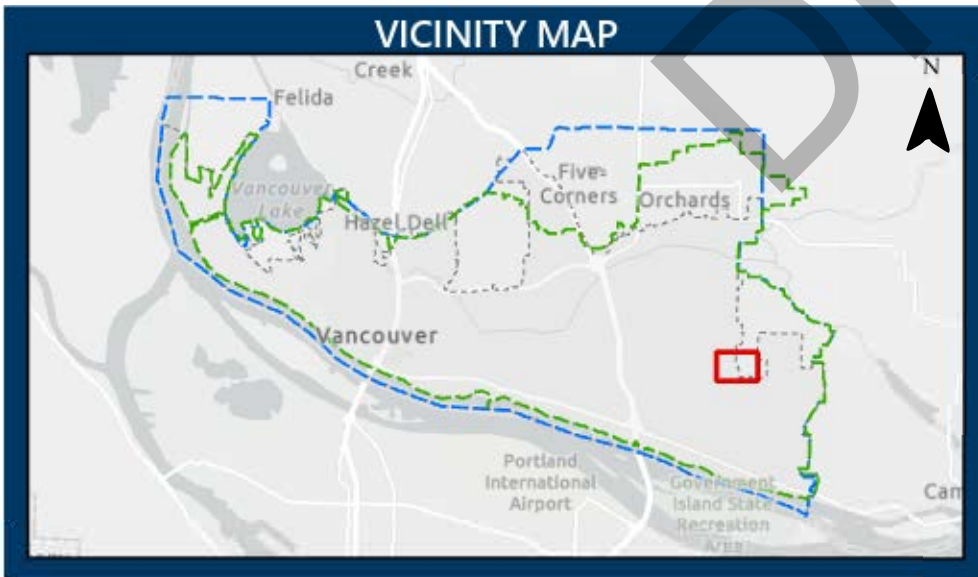 VICINITY MAP
Creek
N
Felida
Five
Corners
Vancouver
Lake
Orchards
Hazel Dell
Vancouver
Portland
International
Airport
Government
Island State
Recreation
Area
Cam